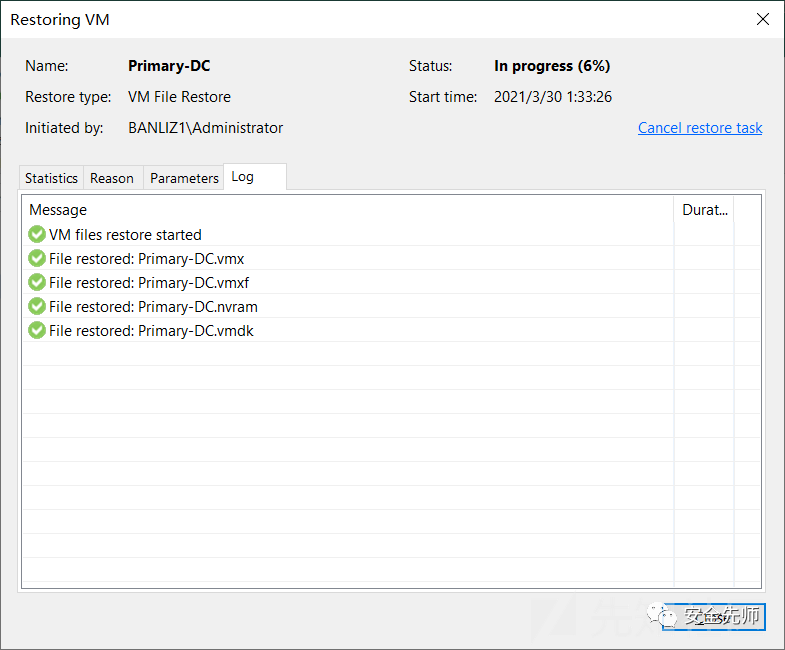 Restoring VM
Name: Primary-DC Status: In progress (6%)
Restore type: VM File Restore Start time: 2021/3/30 1:33:26
Initiated by: BANLIZ1\Administrator Cancel restore task
Statistics Reason Parameters Log
Message Durat...
VM files restore started
File restored: Primary-DC.vmx
File restored: Primary-DC.vmxf
File restored: Primary-DC.nvram
File restored: Primary-DC.vmdk
安全先师